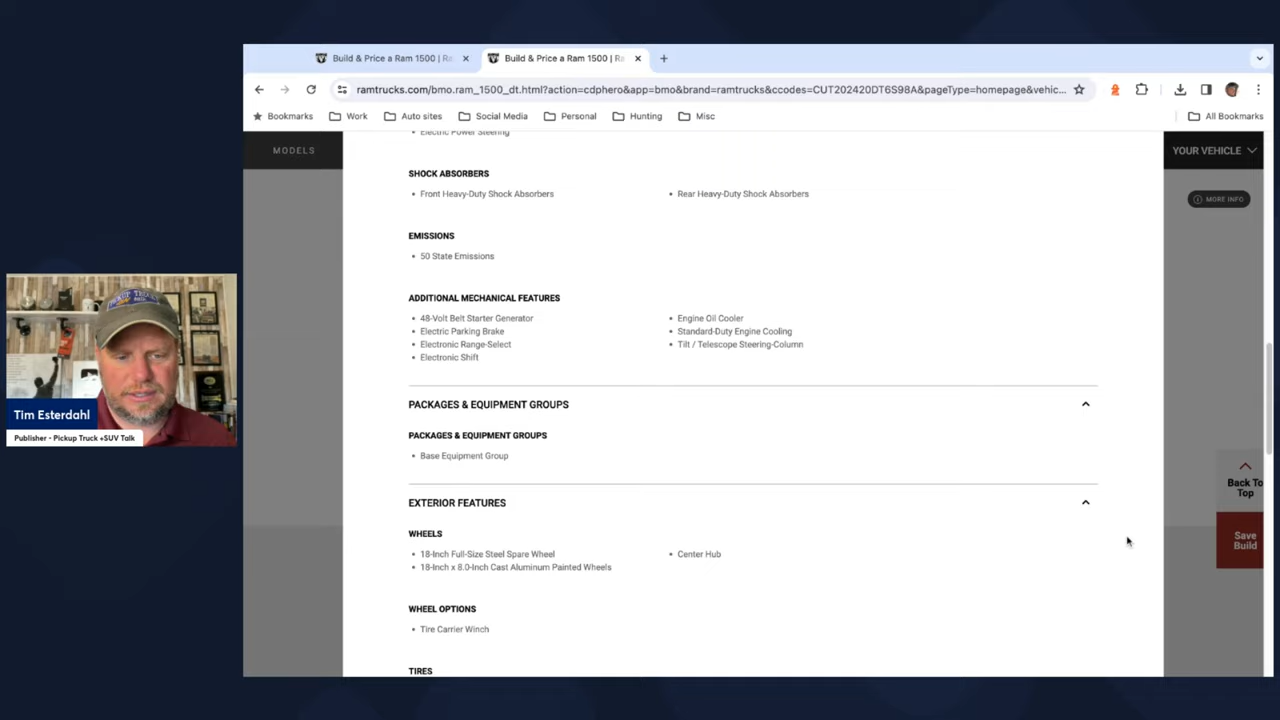 Build & Price a Ram 1500 | Ra
Build & Price a Ram 1500 | Ra
ramtrucks.com/bmo.ram_1500_dt.html?action=cdphero&app=bmo&brand=ramtrucks&ccodes=CUT202420DT6S98A&pageType=homepage&vehic...
Bookmarks Work Auto sites Social Media Personal Hunting Misc All Bookmarks
MODELS
YOUR VEHICLE
MORE INFO
Electric Power Steering
SHOCK ABSORBERS
• Front Heavy-Duty Shock Absorbers
• Rear Heavy-Duty Shock Absorbers
EMISSIONS
• 50 State Emissions
ADDITIONAL MECHANICAL FEATURES
• 48-Volt Belt Starter Generator
• Electric Parking Brake
• Electronic Range-Select
• Electronic Shift
• Engine Oil Cooler
• Standard-Duty Engine Cooling
• Tilt / Telescope Steering-Column
PACKAGES & EQUIPMENT GROUPS
PACKAGES & EQUIPMENT GROUPS
• Base Equipment Group
EXTERIOR FEATURES
WHEELS
• 18-Inch Full-Size Steel Spare Wheel
• 18-Inch x 8.0-Inch Cast Aluminum Painted Wheels
• Center Hub
WHEEL OPTIONS
• Tire Carrier Winch
TIRES
Back To
Top
Save
Build
Tim Esterdahl
Publisher - Pickup Truck +SUV Talk